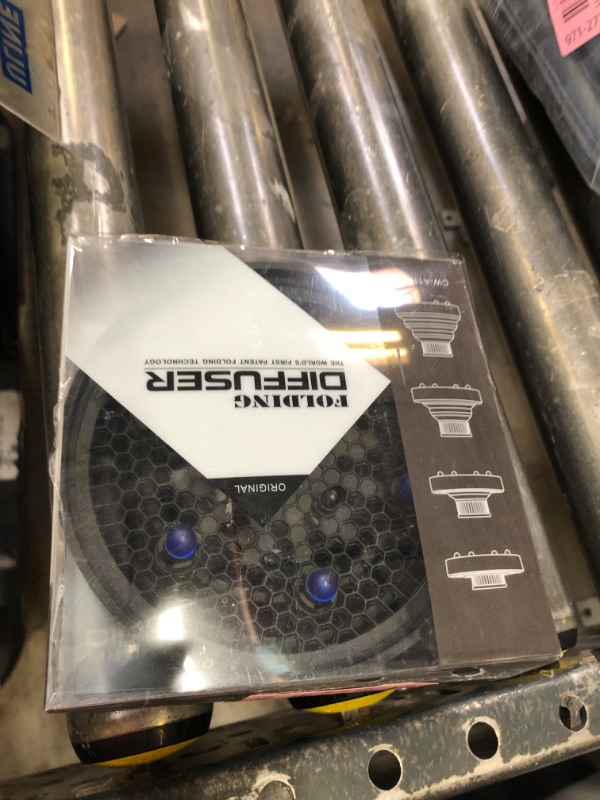 FOLDING
DIFFUSER
THE WORLD'S FIRST PATENT FOLDING TECHNOLOGY
ORIGINAL